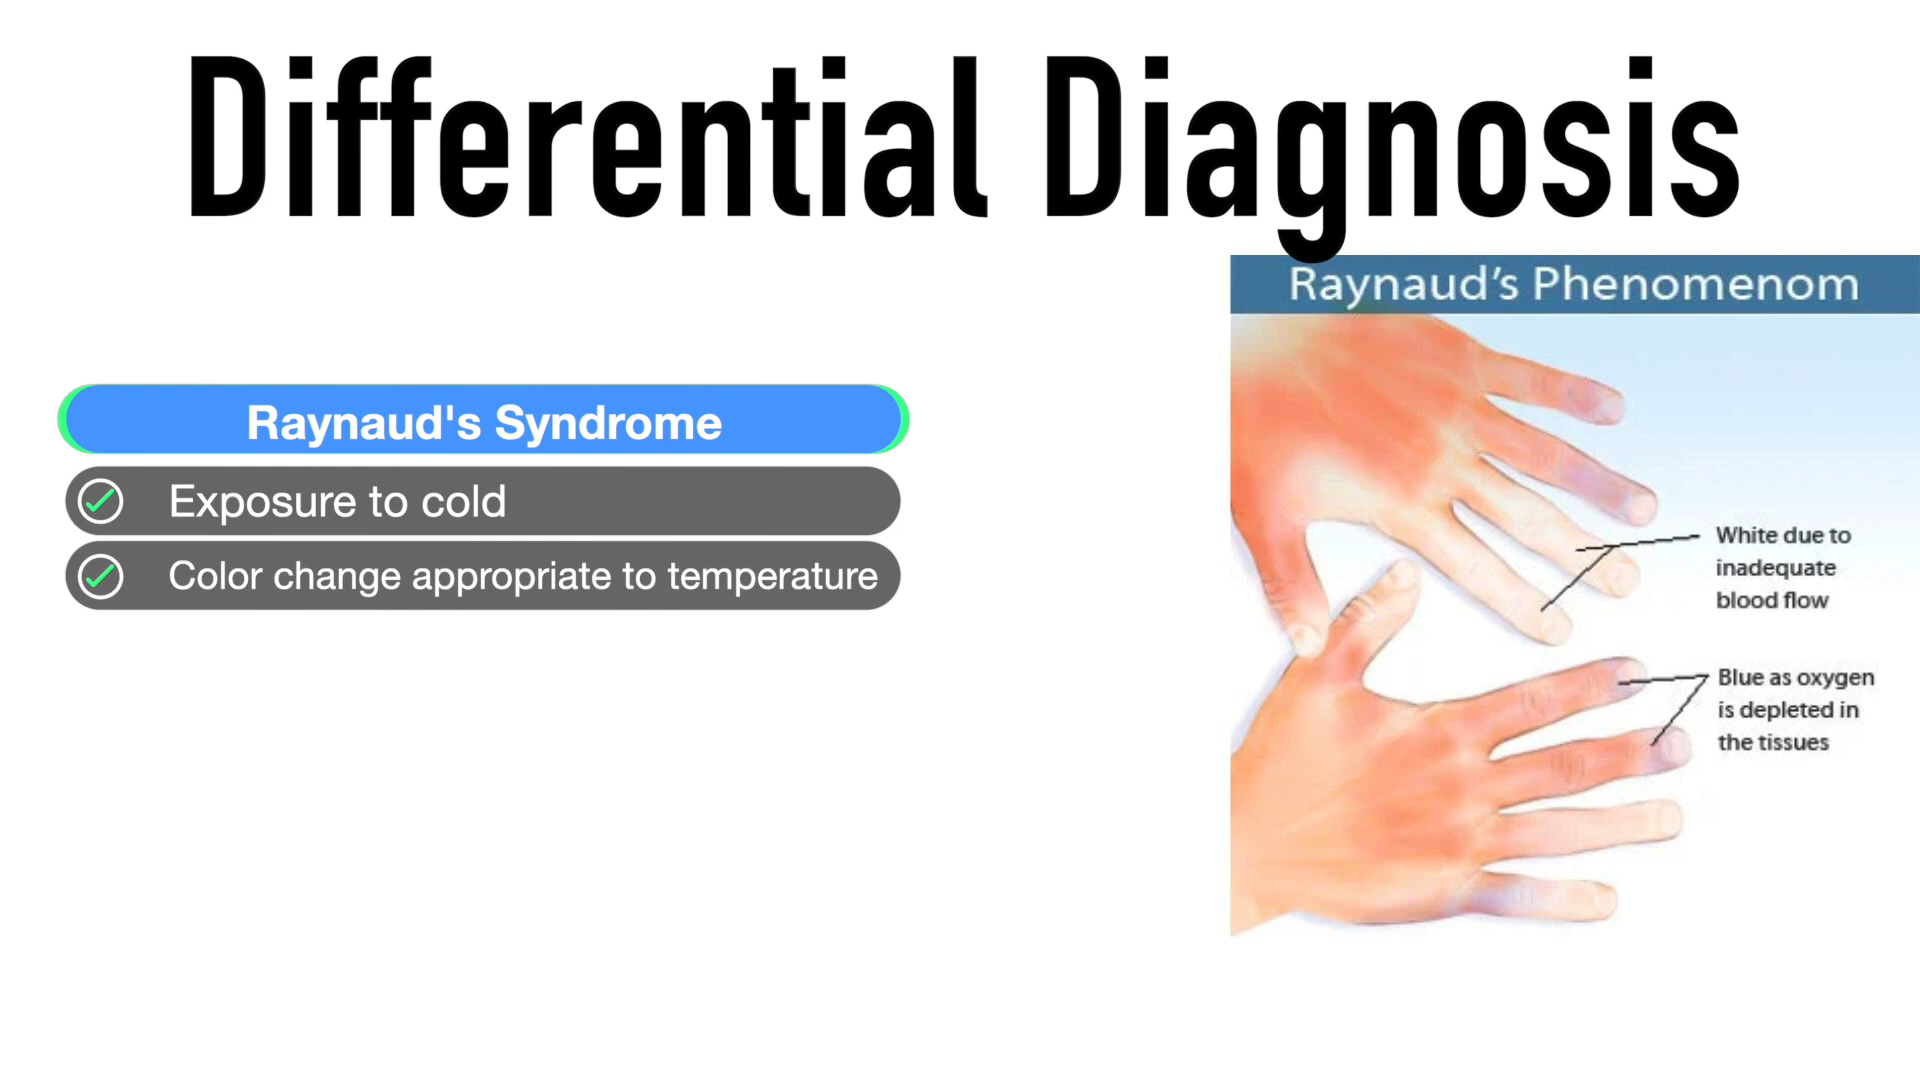 Differential Diagnosis
Raynaud's Syndrome
Exposure to cold
Color change appropriate to temperature
Raynaud’s Phenomenom
White due to
inadequate
blood flow
Blue as oxygen
is depleted in
the tissues